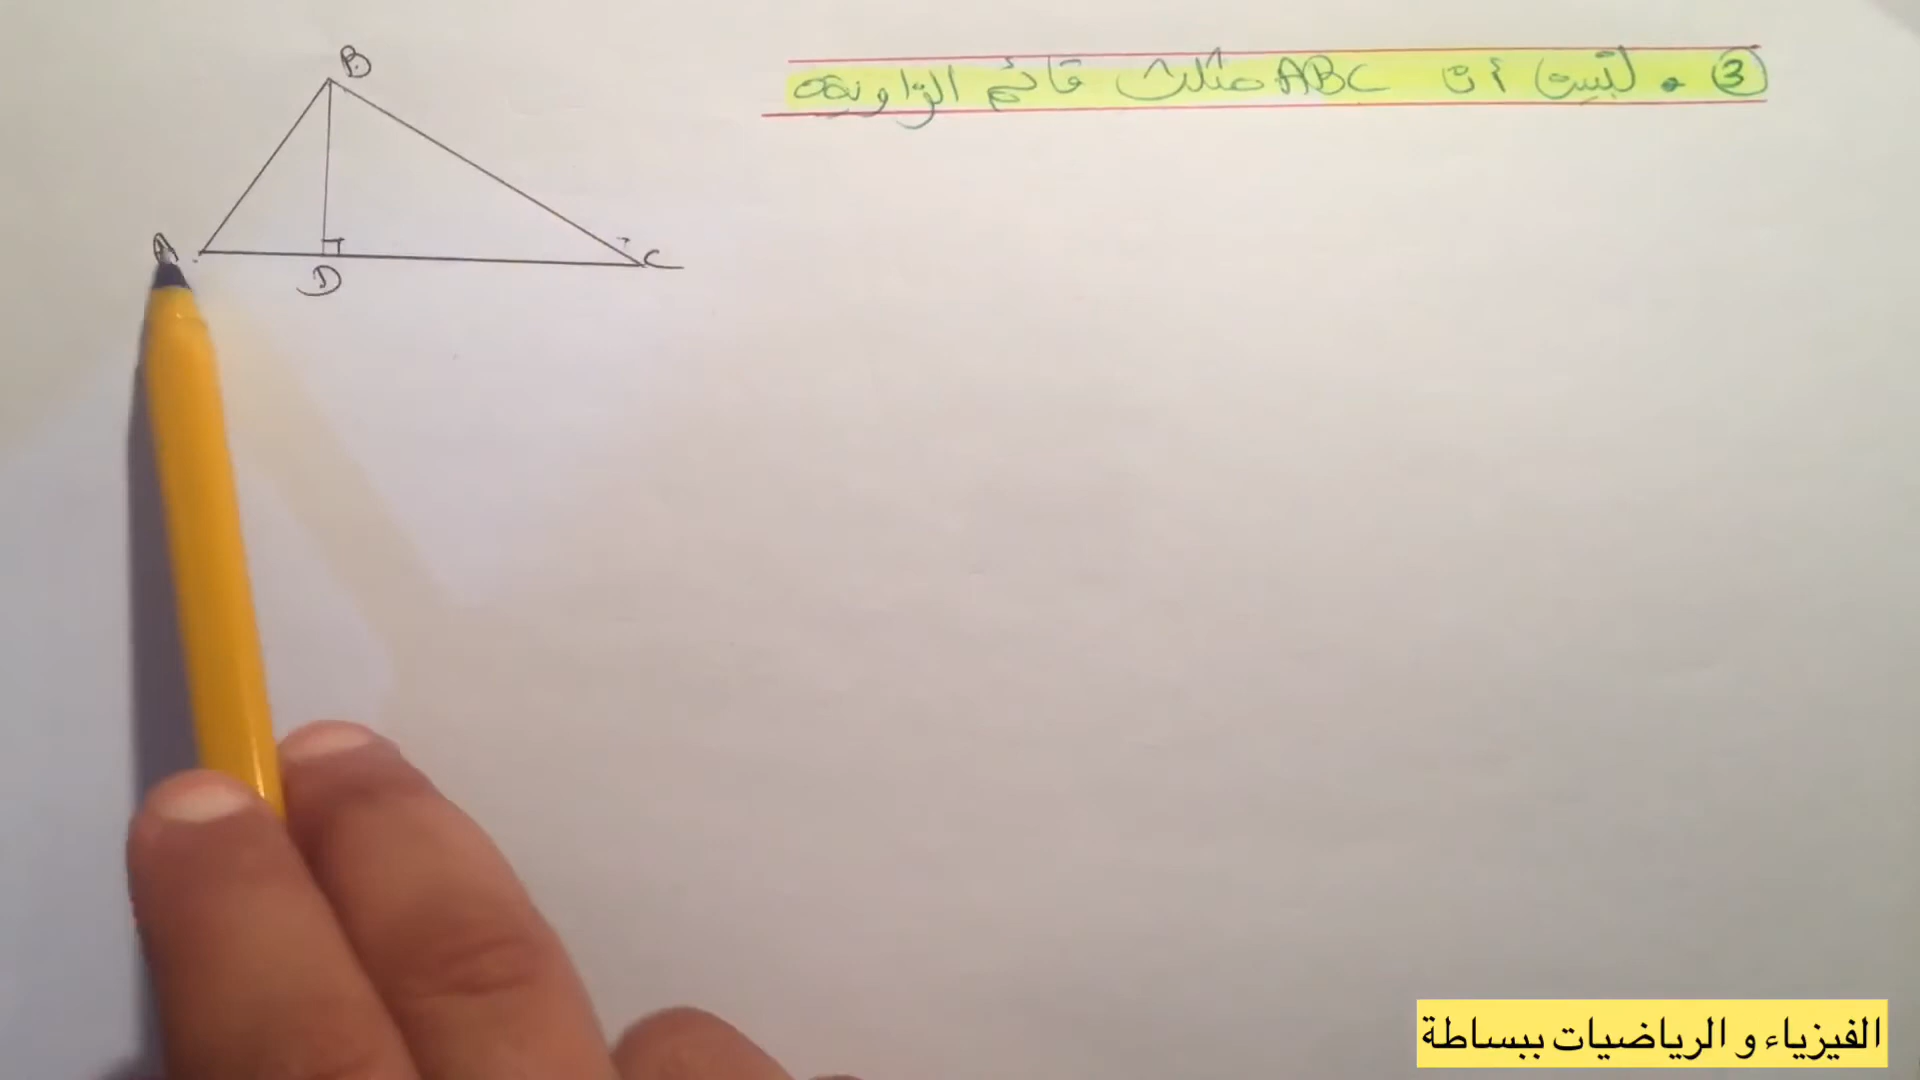 ③ • لنبين أن ABC مثلث قائم الزاوية
B
A
D
C
الفيزياء و الرياضيات ببساطة